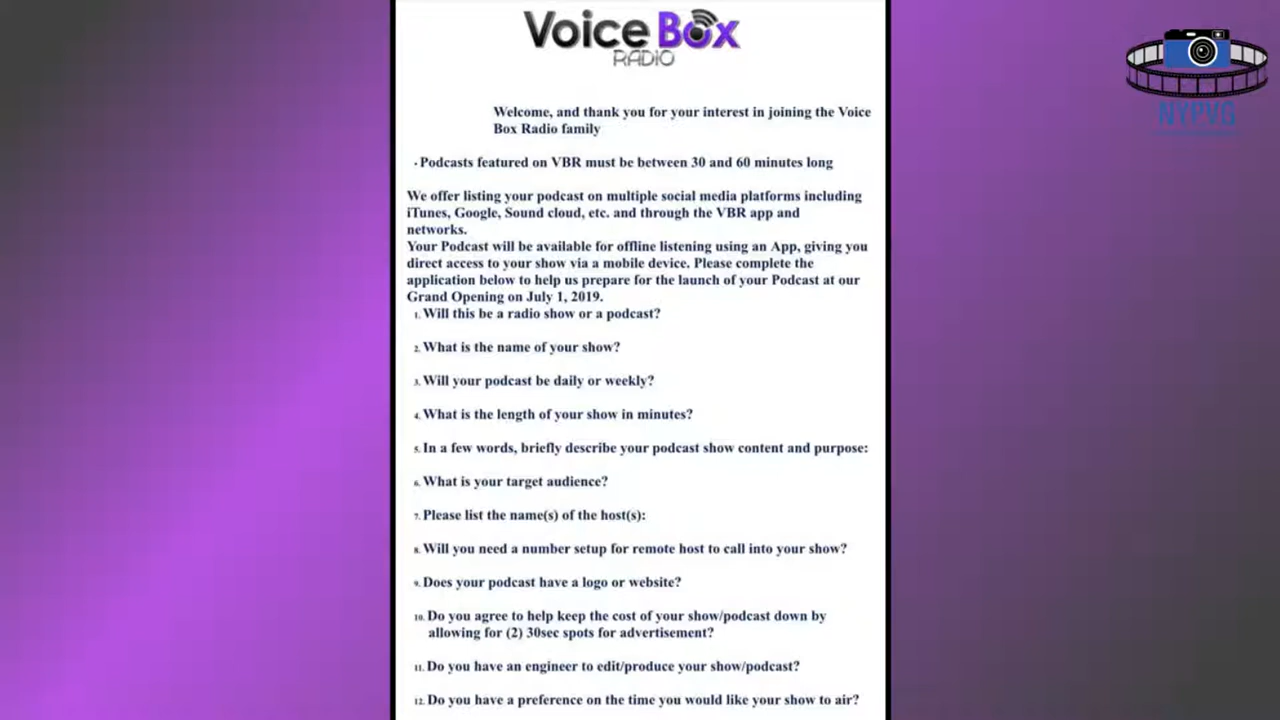 Voice Box
RADIO
NYPVG
Welcome, and thank you for your interest in joining the Voice
Box Radio family
· Podcasts featured on VBR must be between 30 and 60 minutes long
We offer listing your podcast on multiple social media platforms including
iTunes, Google, Sound cloud, etc. and through the VBR app and
networks.
Your Podcast will be available for offline listening using an App, giving you
direct access to your show via a mobile device. Please complete the
application below to help us prepare for the launch of your Podcast at our
Grand Opening on July 1, 2019.
1. Will this be a radio show or a podcast?
2. What is the name of your show?
3. Will your podcast be daily or weekly?
4. What is the length of your show in minutes?
5. In a few words, briefly describe your podcast show content and purpose:
6. What is your target audience?
7. Please list the name(s) of the host(s):
8. Will you need a number setup for remote host to call into your show?
9. Does your podcast have a logo or website?
10. Do you agree to help keep the cost of your show/podcast down by
allowing for (2) 30sec spots for advertisement?
11. Do you have an engineer to edit/produce your show/podcast?
12. Do you have a preference on the time you would like your show to air?